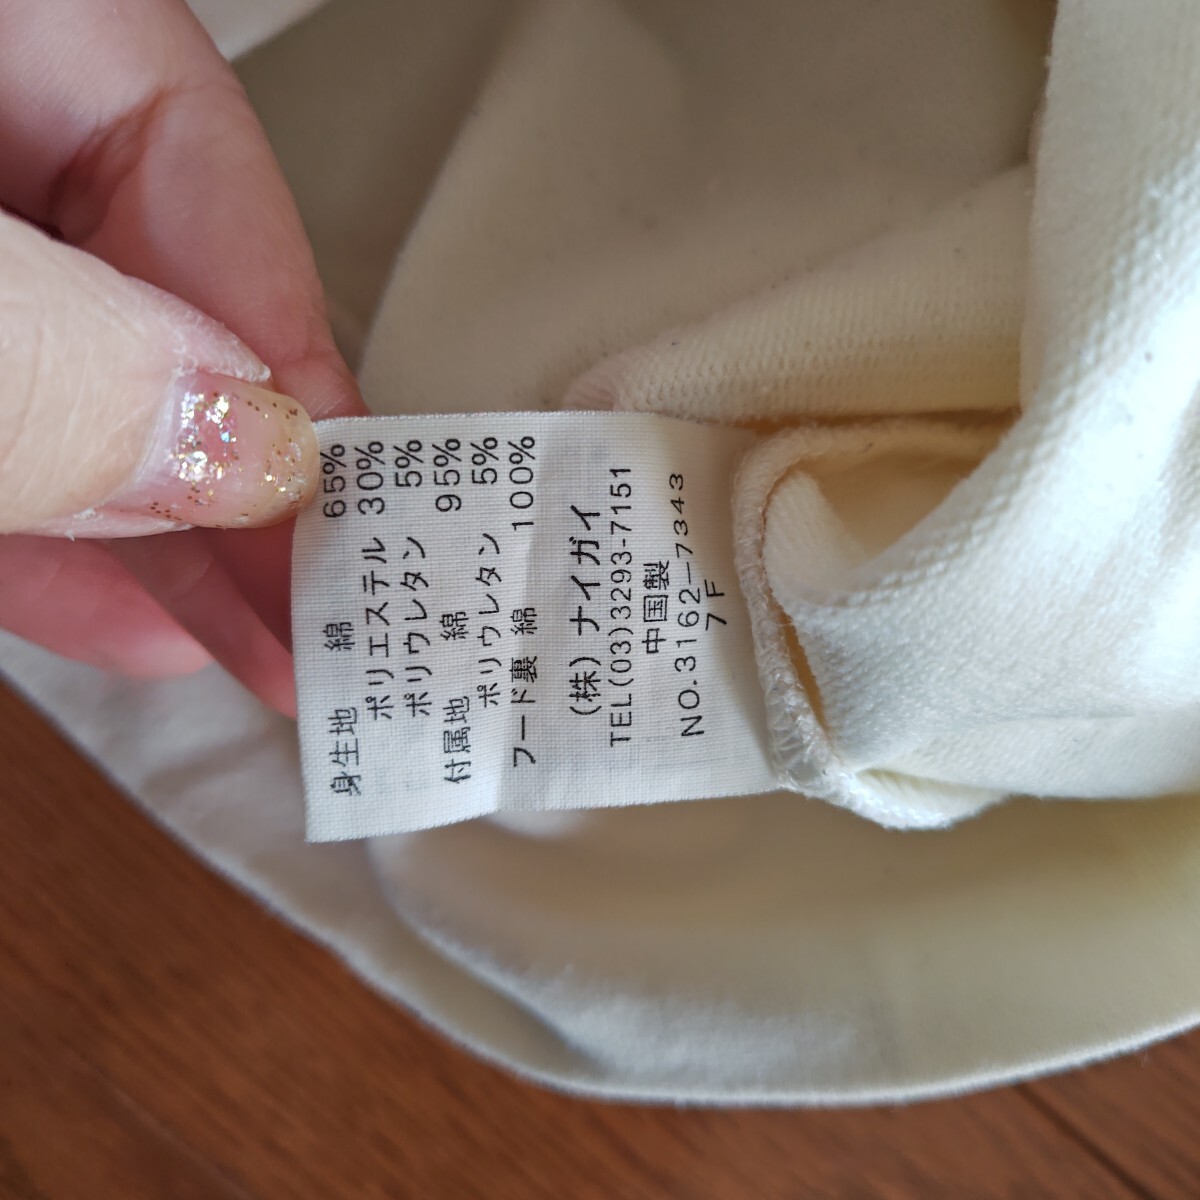 身生地 綿 65%
ポリエステル 30%
ポリウレタン 5%
付属地 綿 95%
ポリウレタン 5%
フード裏 綿 100%
(株)ナイガイ
TEL(03)3293-7151
中国製
NO.3162-7343
7F